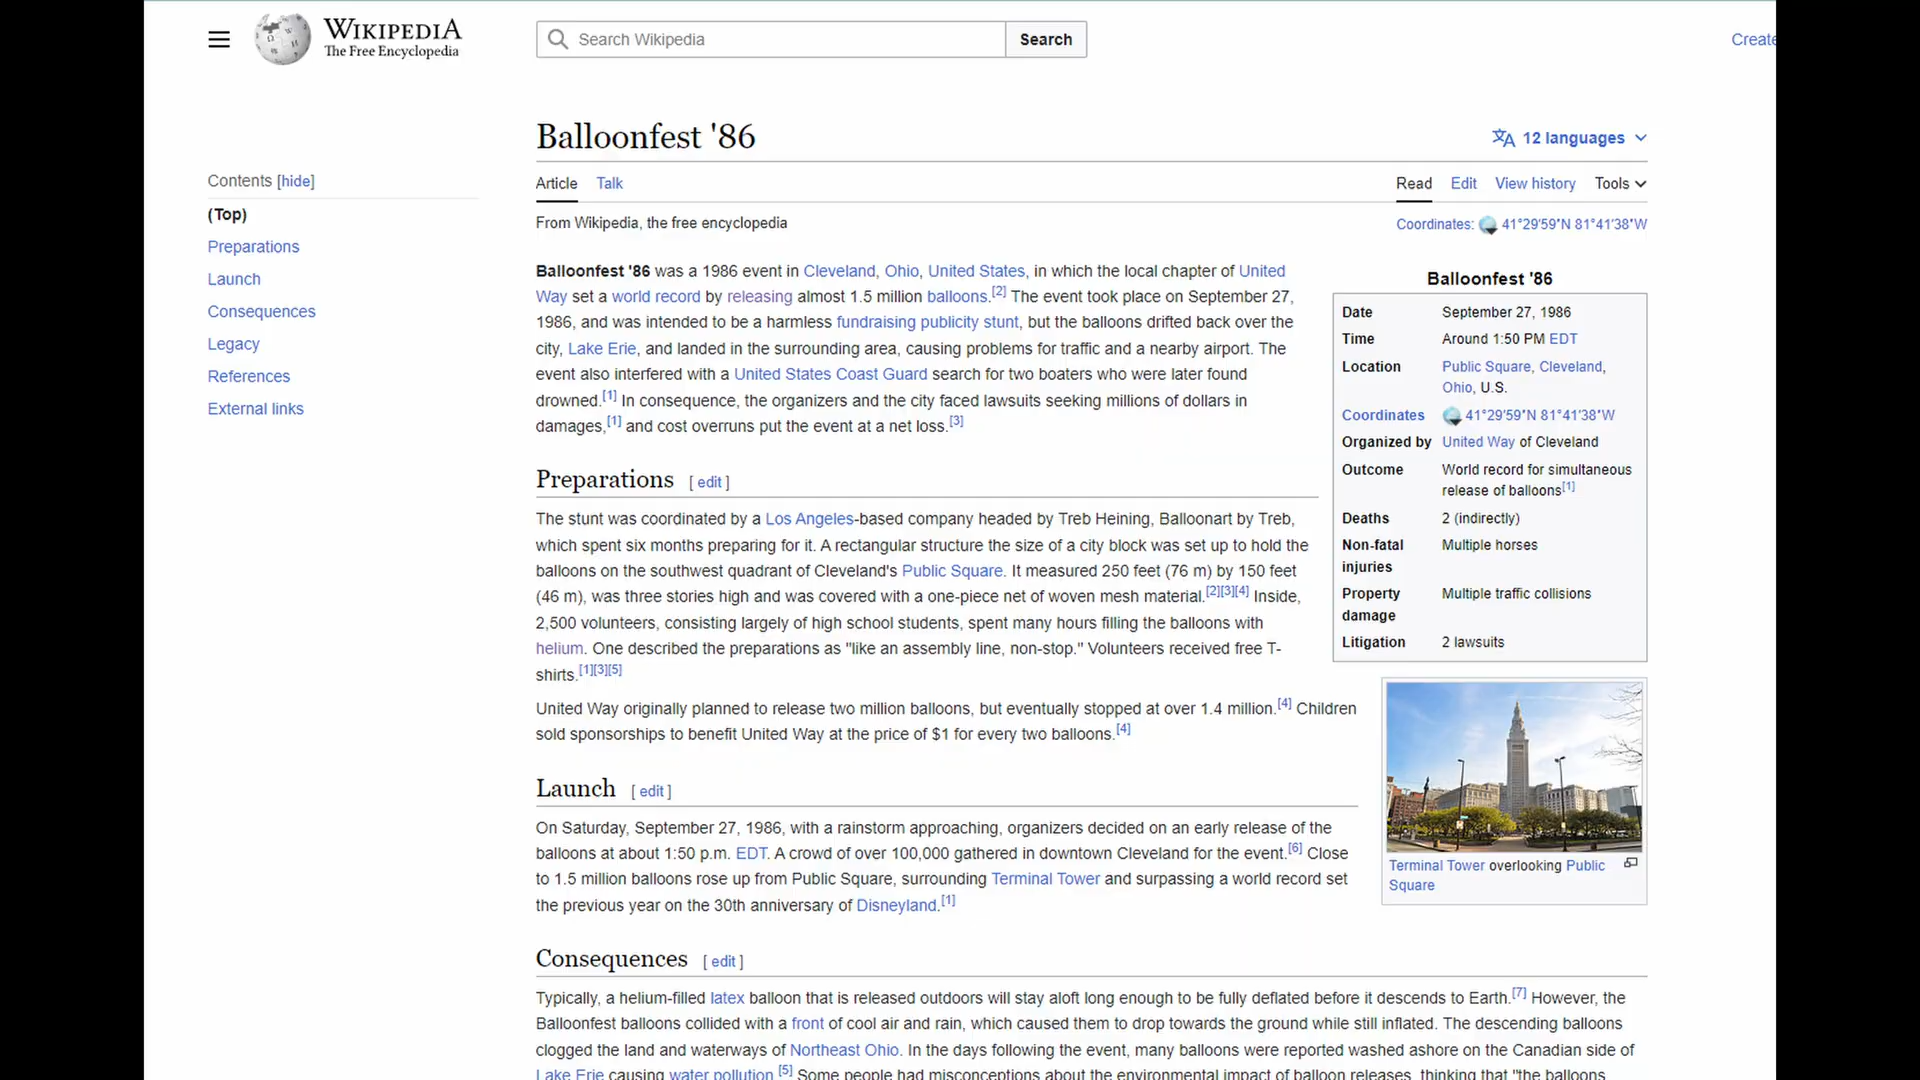 WIKIPEDIA
The Free Encyclopedia
Search Wikipedia
Search
Create
Balloonfest '86
12 languages
Contents [hide]
(Top)
Preparations
Launch
Consequences
Legacy
References
External links
Article Talk
Read Edit View history Tools
From Wikipedia, the free encyclopedia
Coordinates: 41°29′59″N 81°41′38″W
Balloonfest '86 was a 1986 event in Cleveland, Ohio, United States, in which the local chapter of United
Way set a world record by releasing almost 1.5 million balloons.[2] The event took place on September 27,
1986, and was intended to be a harmless fundraising publicity stunt, but the balloons drifted back over the
city, Lake Erie, and landed in the surrounding area, causing problems for traffic and a nearby airport. The
event also interfered with a United States Coast Guard search for two boaters who were later found
drowned.[1] In consequence, the organizers and the city faced lawsuits seeking millions of dollars in
damages,[1] and cost overruns put the event at a net loss.[3]
Balloonfest '86
Date September 27, 1986
Time Around 1:50 PM EDT
Location Public Square, Cleveland,
Ohio, U.S.
Coordinates 41°29′59″N 81°41′38″W
Organized by United Way of Cleveland
Outcome World record for simultaneous
release of balloons[1]
Deaths 2 (indirectly)
Non-fatal Multiple horses
injuries
Property Multiple traffic collisions
damage
Litigation 2 lawsuits
Terminal Tower overlooking Public
Square
Preparations [ edit ]
The stunt was coordinated by a Los Angeles-based company headed by Treb Heining, Balloonart by Treb,
which spent six months preparing for it. A rectangular structure the size of a city block was set up to hold the
balloons on the southwest quadrant of Cleveland's Public Square. It measured 250 feet (76 m) by 150 feet
(46 m), was three stories high and was covered with a one-piece net of woven mesh material.[2][3][4] Inside,
2,500 volunteers, consisting largely of high school students, spent many hours filling the balloons with
helium. One described the preparations as "like an assembly line, non-stop." Volunteers received free T-
shirts.[1][3][5]
United Way originally planned to release two million balloons, but eventually stopped at over 1.4 million.[4] Children
sold sponsorships to benefit United Way at the price of $1 for every two balloons.[4]
Launch [ edit ]
On Saturday, September 27, 1986, with a rainstorm approaching, organizers decided on an early release of the
balloons at about 1:50 p.m. EDT. A crowd of over 100,000 gathered in downtown Cleveland for the event.[6] Close
to 1.5 million balloons rose up from Public Square, surrounding Terminal Tower and surpassing a world record set
the previous year on the 30th anniversary of Disneyland.[1]
Consequences [ edit ]
Typically, a helium-filled latex balloon that is released outdoors will stay aloft long enough to be fully deflated before it descends to Earth.[7] However, the
Balloonfest balloons collided with a front of cool air and rain, which caused them to drop towards the ground while still inflated. The descending balloons
clogged the land and waterways of Northeast Ohio. In the days following the event, many balloons were reported washed ashore on the Canadian side of
Lake Erie causing water pollution.[5] Some people had misconceptions about the environmental impact of balloon releases, thinking that "the balloons